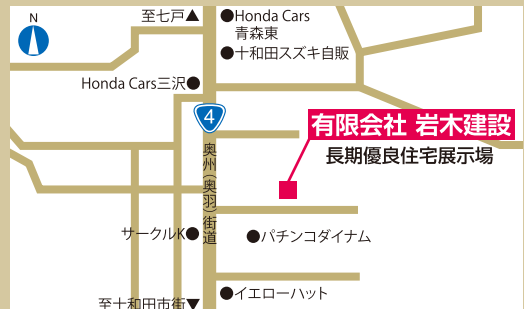 N
至七戸▲
●Honda Cars
青森東
●十和田スズキ自販
Honda Cars三沢●
4
有限会社 岩木建設
長期優良住宅展示場
奥州（奥羽）街道
サークルK●
●パチンコダイナム
●イエローハット
至十和田市街▼